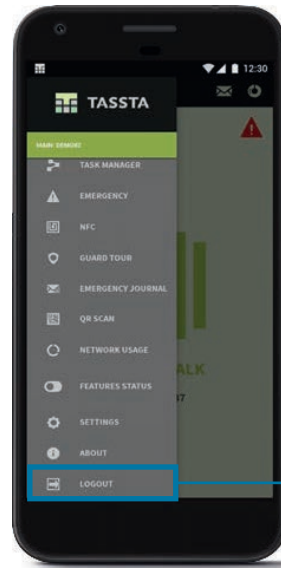 12:30
TASSTA
TASK MANAGER
EMERGENCY
NFC
GUARD TOUR
EMERGENCY JOURNAL
QR SCAN
NETWORK USAGE
ALK
FEATURES STATUS
37
SETTINGS
ABOUT
LOGOUT